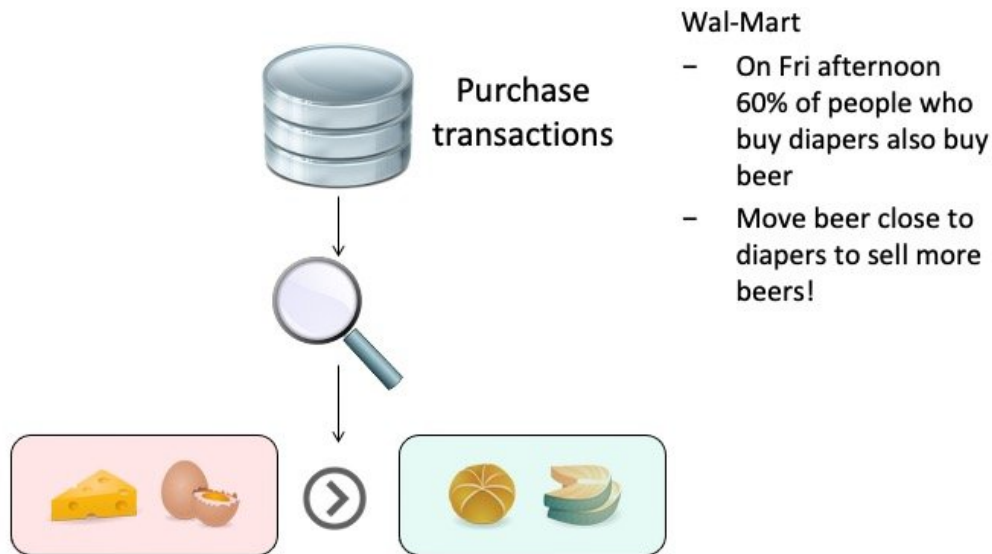 Purchase
transactions
Wal-Mart
– On Fri afternoon
60% of people who
buy diapers also buy
beer
– Move beer close to
diapers to sell more
beers!